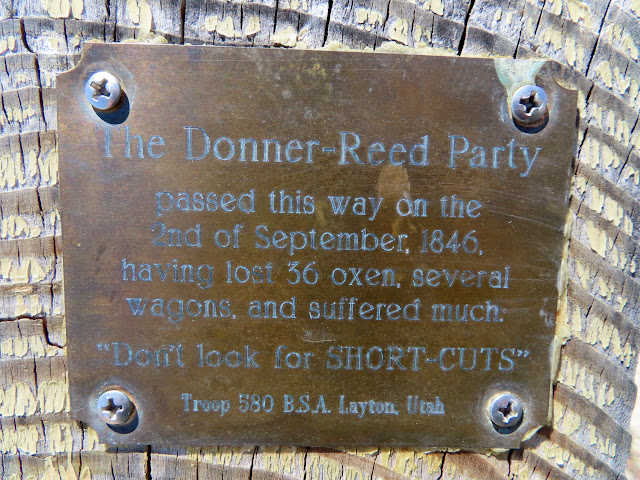 The Donner-Reed Party
passed this way on the
2nd of September, 1846,
having lost 36 oxen, several
wagons, and suffered much:
"Don't look for SHORT-CUTS"
Troop 580 B.S.A. Layton, Utah